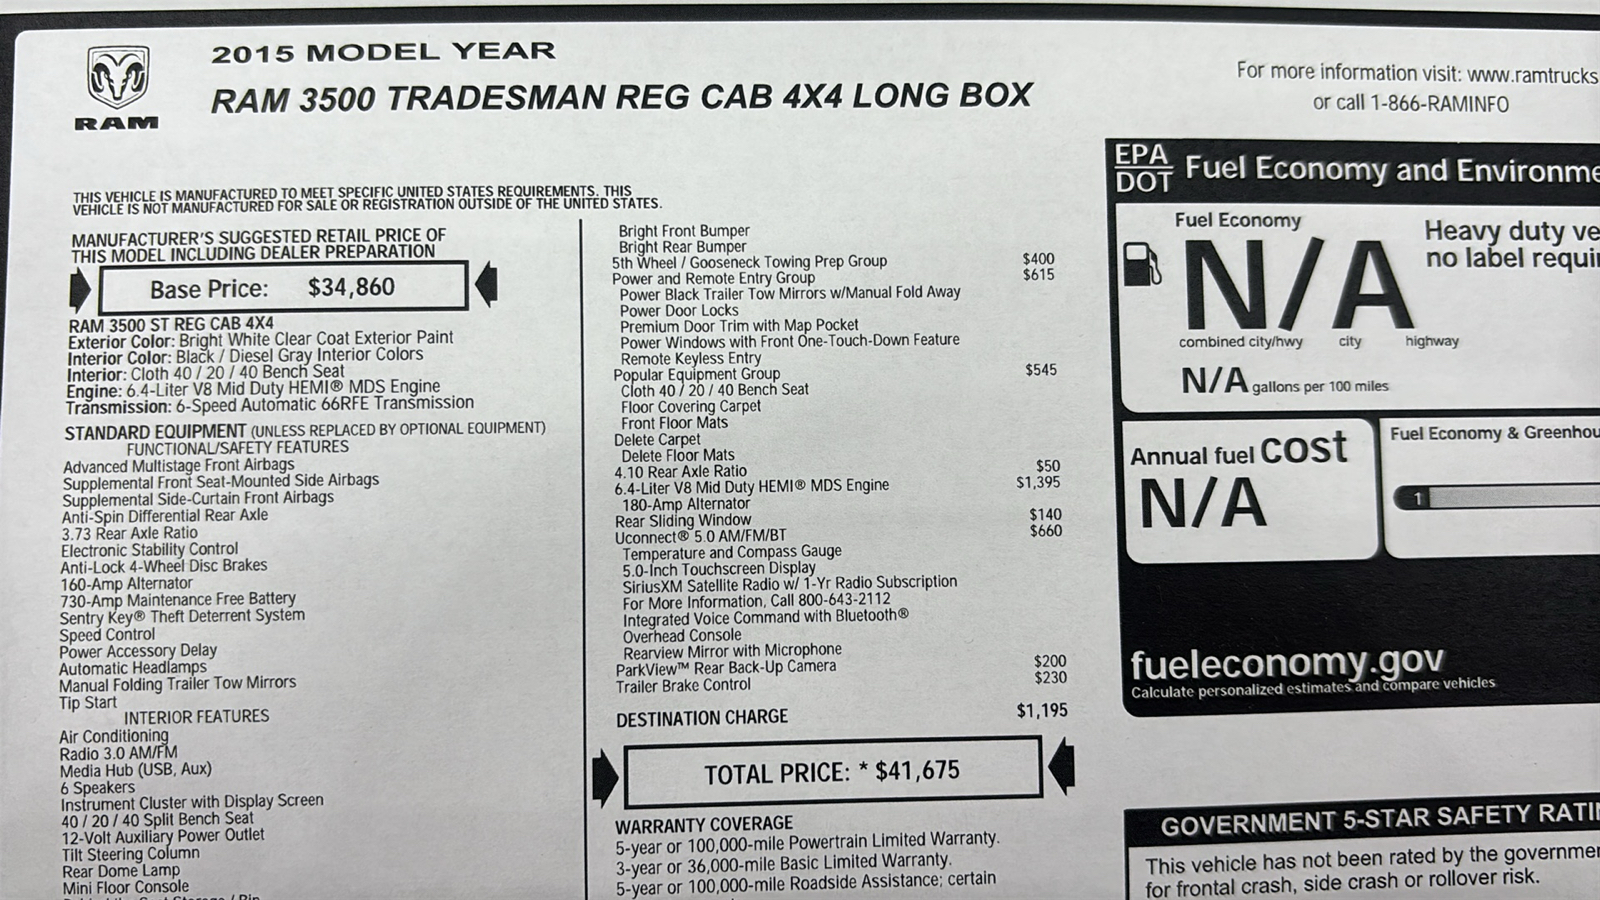 RAM
2015 MODEL YEAR
RAM 3500 TRADESMAN REG CAB 4X4 LONG BOX
For more information visit: www.ramtrucks
or call 1-866-RAMINFO
THIS VEHICLE IS MANUFACTURED TO MEET SPECIFIC UNITED STATES REQUIREMENTS. THIS
VEHICLE IS NOT MANUFACTURED FOR SALE OR REGISTRATION OUTSIDE OF THE UNITED STATES.
MANUFACTURER'S SUGGESTED RETAIL PRICE OF
THIS MODEL INCLUDING DEALER PREPARATION
Base Price: $34,860
RAM 3500 ST REG CAB 4X4
Exterior Color: Bright White Clear Coat Exterior Paint
Interior Color: Black / Diesel Gray Interior Colors
Interior: Cloth 40 / 20 / 40 Bench Seat
Engine: 6.4-Liter V8 Mid Duty HEMI® MDS Engine
Transmission: 6-Speed Automatic 66RFE Transmission
STANDARD EQUIPMENT (UNLESS REPLACED BY OPTIONAL EQUIPMENT)
FUNCTIONAL/SAFETY FEATURES
Advanced Multistage Front Airbags
Supplemental Front Seat-Mounted Side Airbags
Supplemental Side-Curtain Front Airbags
Anti-Spin Differential Rear Axle
3.73 Rear Axle Ratio
Electronic Stability Control
Anti-Lock 4-Wheel Disc Brakes
160-Amp Alternator
730-Amp Maintenance Free Battery
Sentry Key® Theft Deterrent System
Speed Control
Power Accessory Delay
Automatic Headlamps
Manual Folding Trailer Tow Mirrors
Tip Start
INTERIOR FEATURES
Air Conditioning
Radio 3.0 AM/FM
Media Hub (USB, Aux)
6 Speakers
Instrument Cluster with Display Screen
40 / 20 / 40 Split Bench Seat
12-Volt Auxiliary Power Outlet
Tilt Steering Column
Rear Dome Lamp
Mini Floor Console
Bright Front Bumper
Bright Rear Bumper
5th Wheel / Gooseneck Towing Prep Group $400
Power and Remote Entry Group $615
Power Black Trailer Tow Mirrors w/Manual Fold Away
Power Door Locks
Premium Door Trim with Map Pocket
Power Windows with Front One-Touch-Down Feature
Remote Keyless Entry
Popular Equipment Group $545
Cloth 40 / 20 / 40 Bench Seat
Floor Covering Carpet
Front Floor Mats
Delete Carpet
Delete Floor Mats
4.10 Rear Axle Ratio $50
6.4-Liter V8 Mid Duty HEMI® MDS Engine $1,395
180-Amp Alternator
Rear Sliding Window $140
Uconnect® 5.0 AM/FM/BT $660
Temperature and Compass Gauge
5.0-Inch Touchscreen Display
SiriusXM Satellite Radio w/ 1-Yr Radio Subscription
For More Information, Call 800-643-2112
Integrated Voice Command with Bluetooth®
Overhead Console
Rearview Mirror with Microphone
ParkView™ Rear Back-Up Camera $200
Trailer Brake Control $230
DESTINATION CHARGE $1,195
TOTAL PRICE: * $41,675
WARRANTY COVERAGE
5-year or 100,000-mile Powertrain Limited Warranty.
3-year or 36,000-mile Basic Limited Warranty.
5-year or 100,000-mile Roadside Assistance; certain
EPA
DOT
Fuel Economy and Environme
Fuel Economy
N/A
Heavy duty ve
no label requi
combined city/hwy city highway
N/A gallons per 100 miles
Annual fuel cost
N/A
Fuel Economy & Greenhou
1
fueleconomy.gov
Calculate personalized estimates and compare vehicles
GOVERNMENT 5-STAR SAFETY RATI
This vehicle has not been rated by the governme
for frontal crash, side crash or rollover risk.